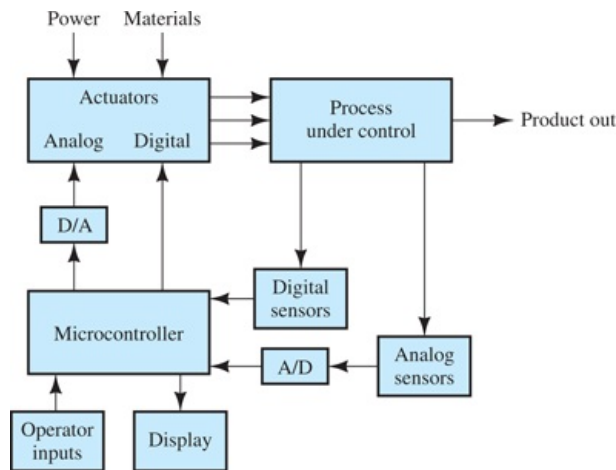 Power Materials
Actuators
Analog Digital
Process
under control
Product out
D/A
Digital
sensors
Microcontroller
A/D
Analog
sensors
Operator
inputs
Display